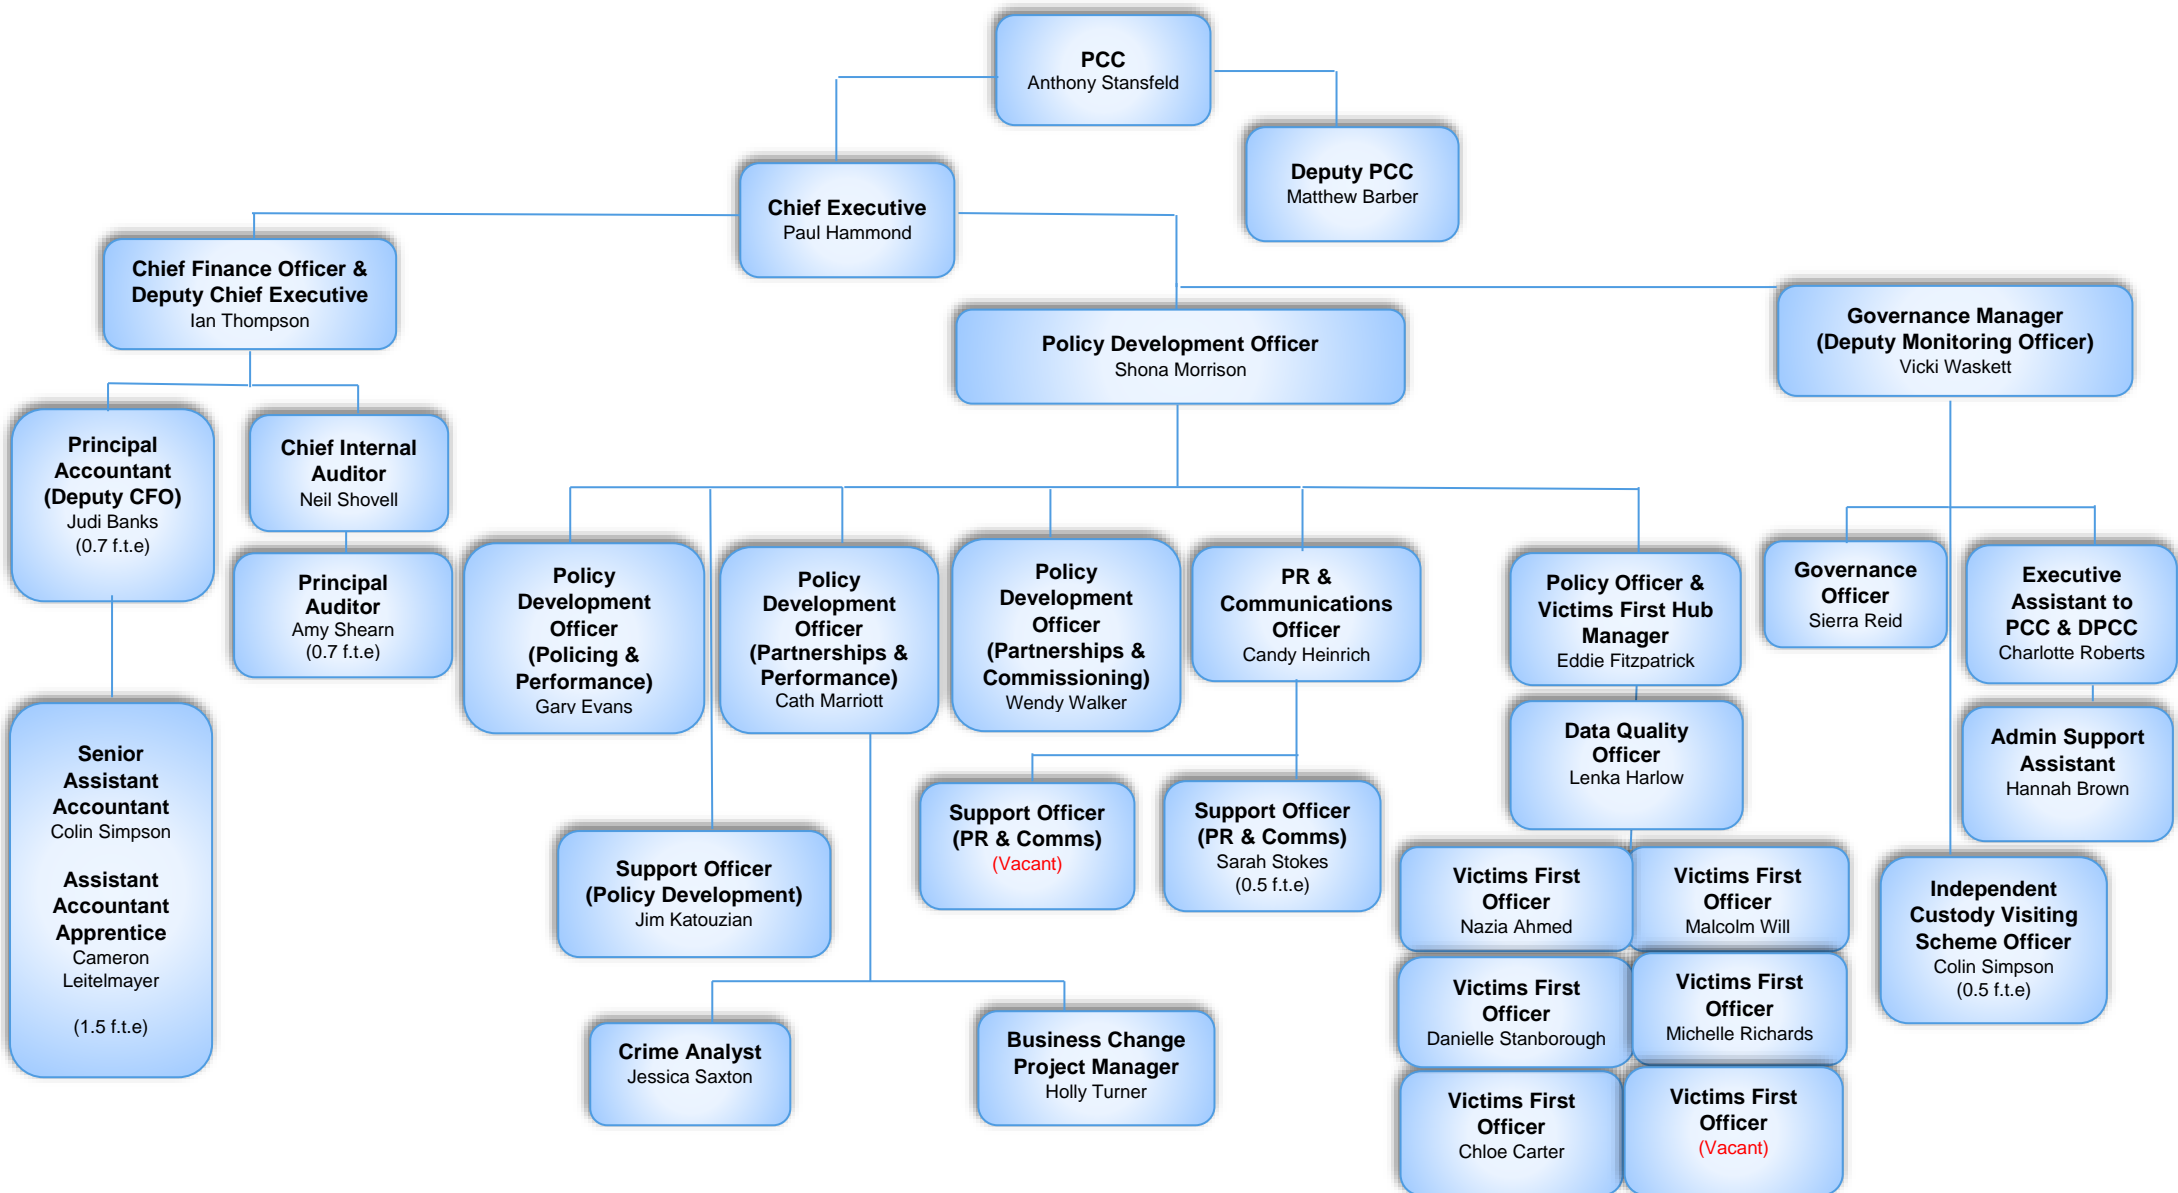 PCC
Anthony Stansfeld
Deputy PCC
Matthew Barber
Chief Executive
Paul Hammond
Chief Finance Officer &
Deputy Chief Executive
Ian Thompson
Policy Development Officer
Shona Morrison
Governance Manager
(Deputy Monitoring Officer)
Vicki Waskett
Principal
Accountant
(Deputy CFO)
Judi Banks
(0.7 f.t.e)
Chief Internal
Auditor
Neil Shovell
Principal
Auditor
Amy Shearn
(0.7 f.t.e)
Senior
Assistant
Accountant
Colin Simpson
Assistant
Accountant
Apprentice
Cameron
Leitelmayer
(1.5 f.t.e)
Policy
Development
Officer
(Policing &
Performance)
Gary Evans
Policy
Development
Officer
(Partnerships &
Performance)
Cath Marriott
Policy
Development
Officer
(Partnerships &
Commissioning)
Wendy Walker
PR &
Communications
Officer
Candy Heinrich
Policy Officer &
Victims First Hub
Manager
Eddie Fitzpatrick
Governance
Officer
Sierra Reid
Executive
Assistant to
PCC & DPCC
Charlotte Roberts
Data Quality
Officer
Lenka Harlow
Admin Support
Assistant
Hannah Brown
Support Officer
(Policy Development)
Jim Katouzian
Support Officer
(PR & Comms)
(Vacant)
Support Officer
(PR & Comms)
Sarah Stokes
(0.5 f.t.e)
Victims First
Officer
Nazia Ahmed
Victims First
Officer
Malcolm Will
Independent
Custody Visiting
Scheme Officer
Colin Simpson
(0.5 f.t.e)
Victims First
Officer
Danielle Stanborough
Victims First
Officer
Michelle Richards
Crime Analyst
Jessica Saxton
Business Change
Project Manager
Holly Turner
Victims First
Officer
Chloe Carter
Victims First
Officer
(Vacant)